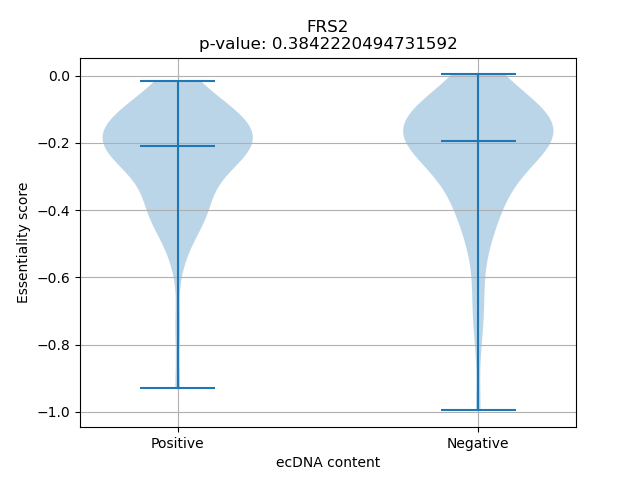 FRS2
p-value: 0.3842220494731592
0.0
−0.2
−0.4
−0.6
−0.8
−1.0
Essentiality score
Positive
Negative
ecDNA content